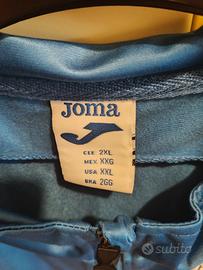 Joma
CEE 2XL
MEX XXG
USA XXL
BRA 2GG
subito